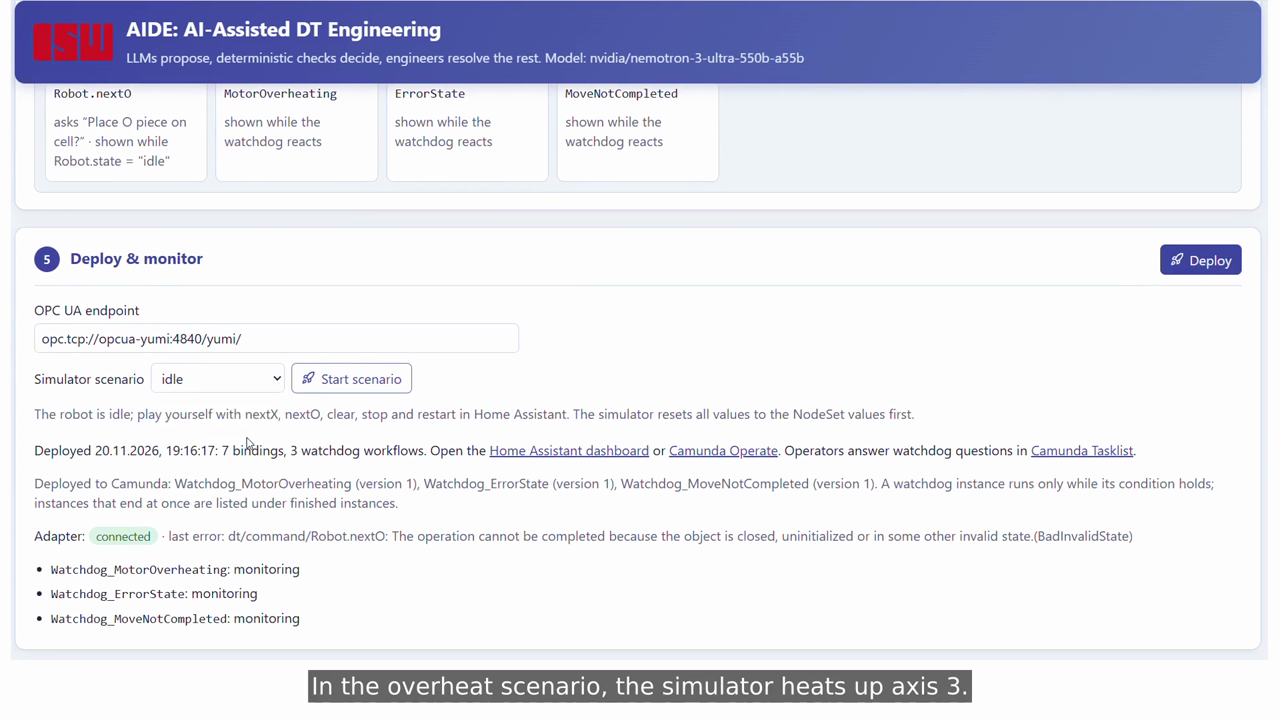 ISW
AIDE: AI-Assisted DT Engineering
LLMs propose, deterministic checks decide, engineers resolve the rest. Model: nvidia/nemotron-3-ultra-550b-a55b
Robot.nextO
asks “Place O piece on
cell?” · shown while
Robot.state = "idle"
MotorOverheating
shown while the
watchdog reacts
ErrorState
shown while the
watchdog reacts
MoveNotCompleted
shown while the
watchdog reacts
5
Deploy & monitor
Deploy
OPC UA endpoint
opc.tcp://opcua-yumi:4840/yumi/
Simulator scenario idle Start scenario
The robot is idle; play yourself with nextX, nextO, clear, stop and restart in Home Assistant. The simulator resets all values to the NodeSet values first.
Deployed 20.11.2026, 19:16:17: 7 bindings, 3 watchdog workflows. Open the Home Assistant dashboard or Camunda Operate. Operators answer watchdog questions in Camunda Tasklist.
Deployed to Camunda: Watchdog_MotorOverheating (version 1), Watchdog_ErrorState (version 1), Watchdog_MoveNotCompleted (version 1). A watchdog instance runs only while its condition holds;
instances that end at once are listed under finished instances.
Adapter: connected · last error: dt/command/Robot.nextO: The operation cannot be completed because the object is closed, uninitialized or in some other invalid state.(BadInvalidState)
• Watchdog_MotorOverheating: monitoring
• Watchdog_ErrorState: monitoring
• Watchdog_MoveNotCompleted: monitoring
In the overheat scenario, the simulator heats up axis 3.